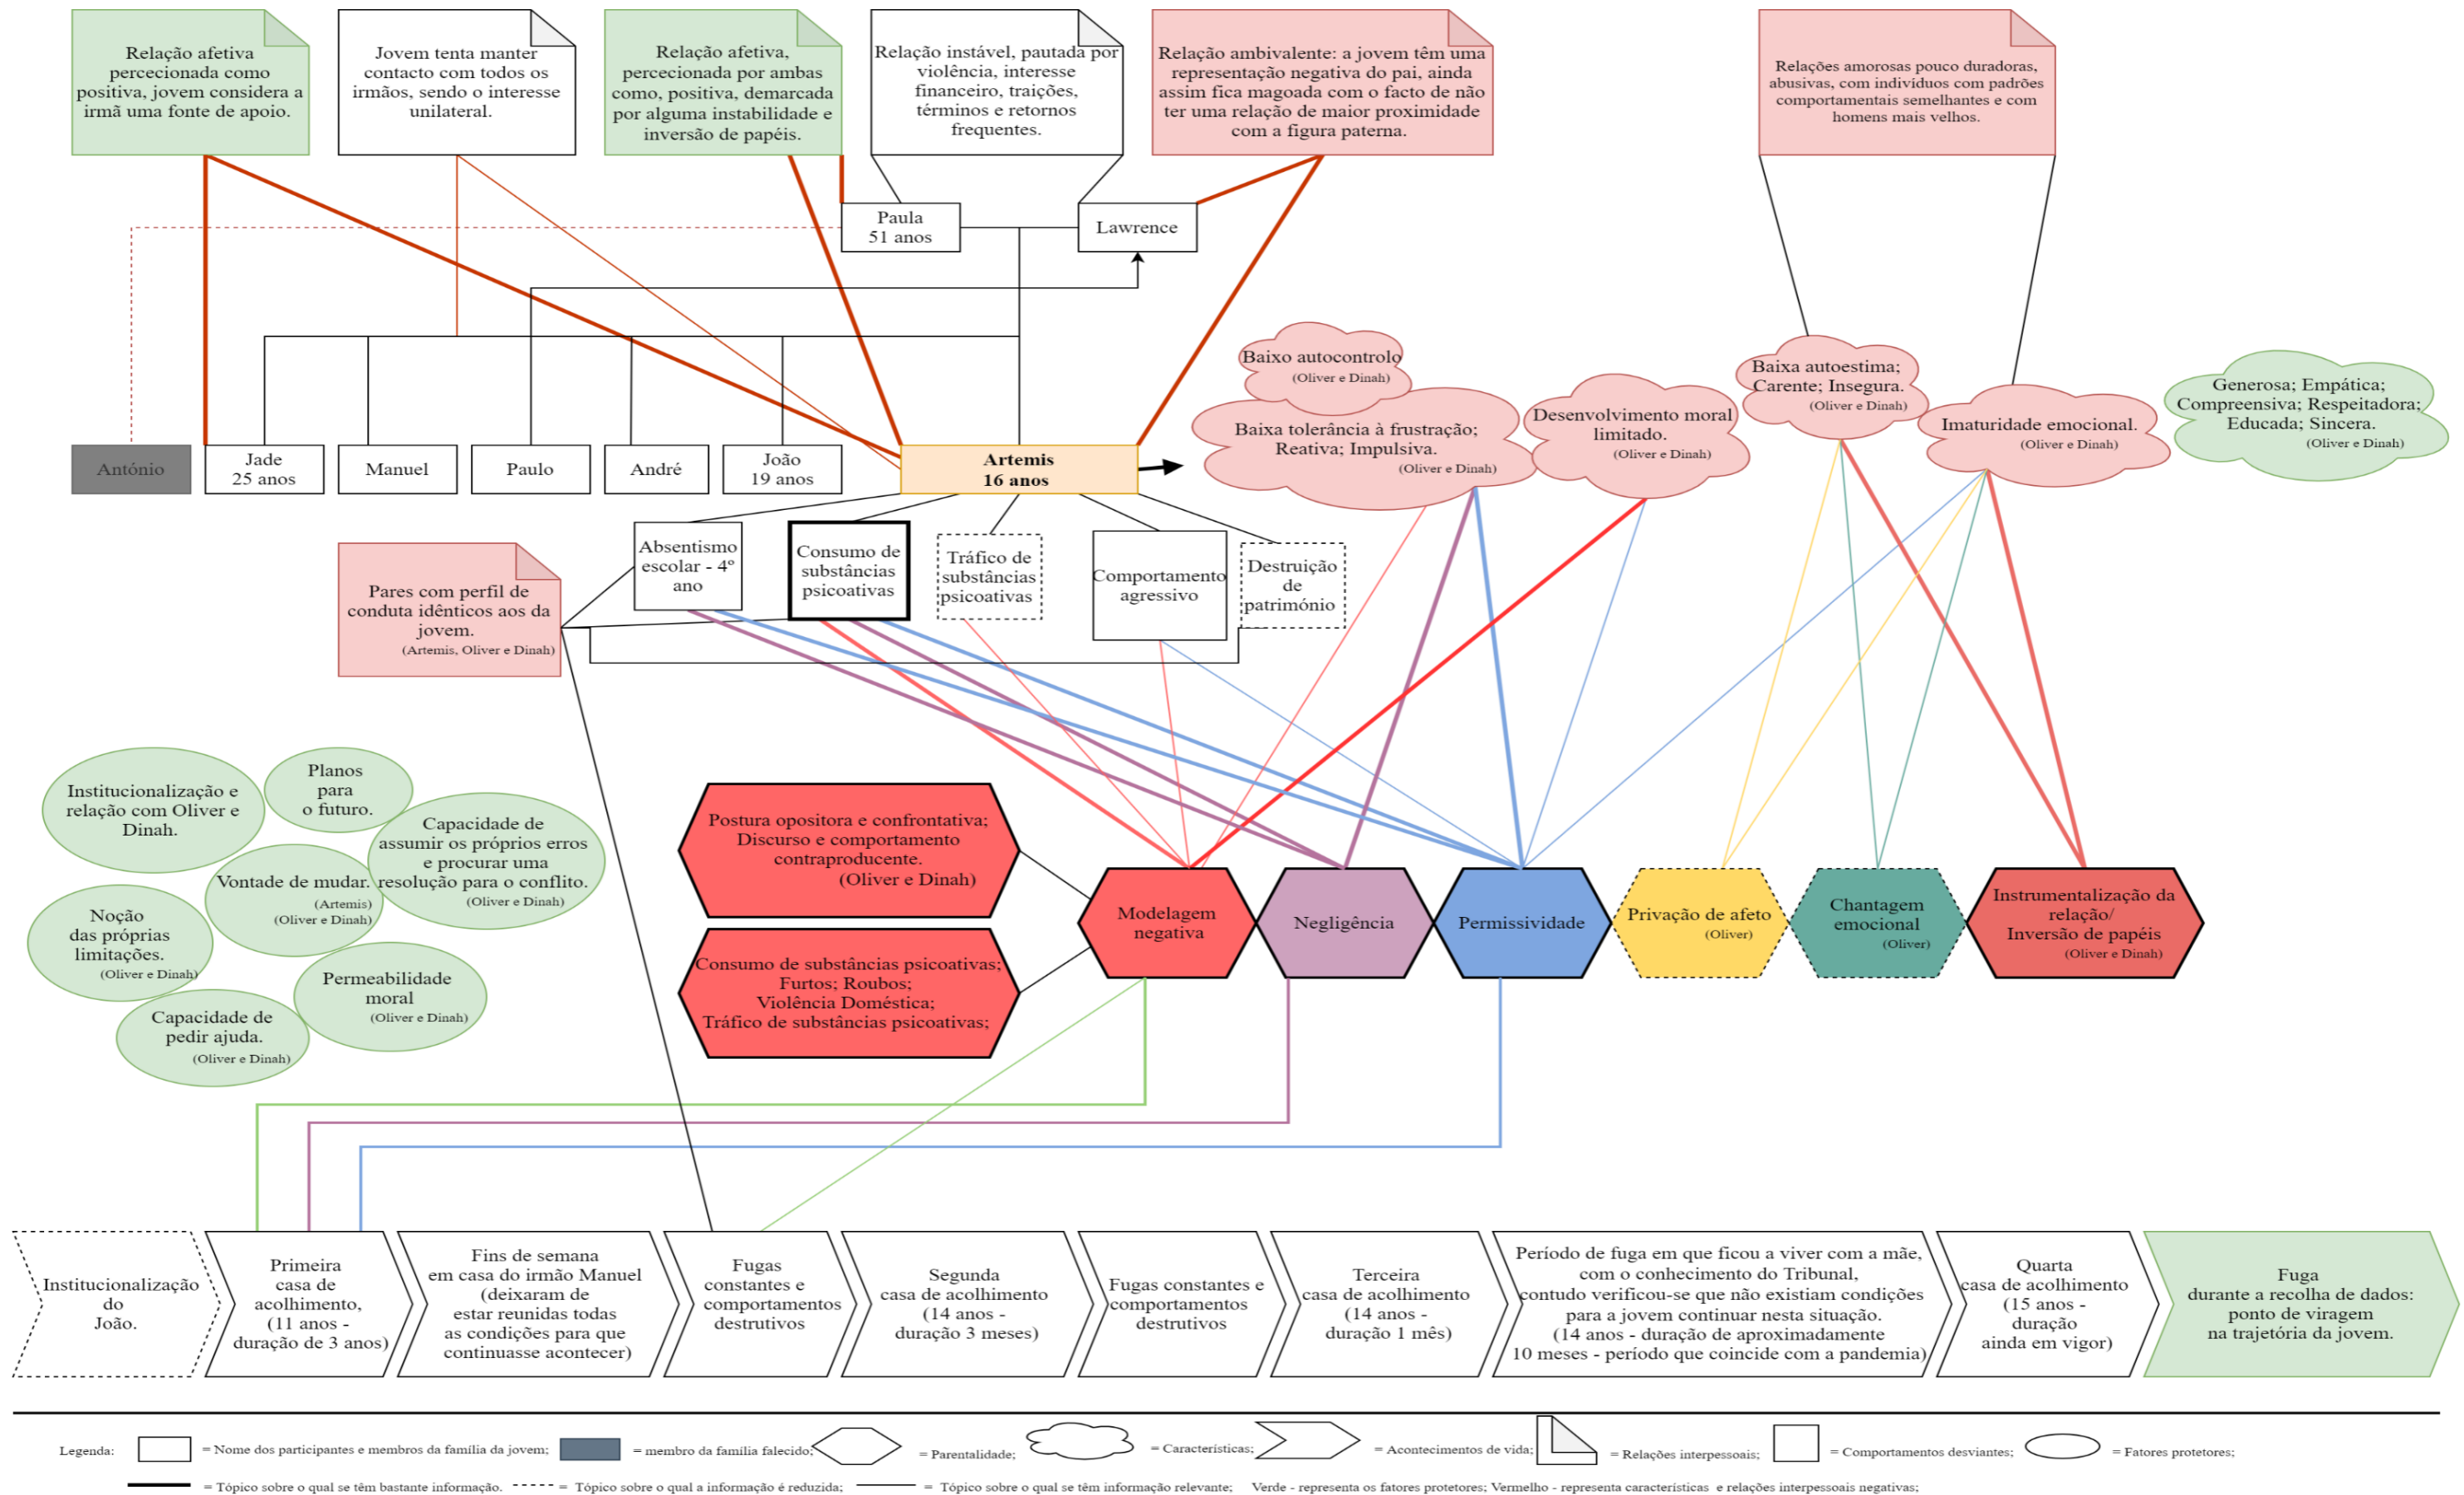 Relação afetiva
percecionada como
positiva, jovem considera a
irmã uma fonte de apoio.
Jovem tenta manter
contacto com todos os
irmãos, sendo o interesse
unilateral.
Relação afetiva,
percecionada por ambas
como, positiva, demarcada
por alguma instabilidade e
inversão de papéis.
Relação instável, pautada por
violência, interesse
financeiro, traições,
términos e retornos
frequentes.
Relação ambivalente: a jovem têm uma
representação negativa do pai, ainda
assim fica magoada com o facto de não
ter uma relação de maior proximidade
com a figura paterna.
Relações amorosas pouco duradoras,
abusivas, com indivíduos com padrões
comportamentais semelhantes e com
homens mais velhos.
Paula
51 anos
Lawrence
António
Jade
25 anos
Manuel
Paulo
André
João
19 anos
Artemis
16 anos
Baixo autocontrolo
(Oliver e Dinah)
Baixa tolerância à frustração;
Reativa; Impulsiva.
(Oliver e Dinah)
Desenvolvimento moral
limitado.
(Oliver e Dinah)
Baixa autoestima;
Carente; Insegura.
(Oliver e Dinah)
Imaturidade emocional.
(Oliver e Dinah)
Generosa; Empática;
Compreensiva; Respeitadora;
Educada; Sincera.
(Oliver e Dinah)
Pares com perfil de
conduta idênticos aos da
jovem.
(Artemis, Oliver e Dinah)
Absentismo
escolar - 4º
ano
Consumo de
substâncias
psicoativas
Tráfico de
substâncias
psicoativas
Comportamento
agressivo
Destruição
de
património
Institucionalização e
relação com Oliver e
Dinah.
Planos
para
o futuro.
Capacidade de
assumir os próprios erros
e procurar uma
resolução para o conflito.
(Oliver e Dinah)
Vontade de mudar.
(Artemis)
(Oliver e Dinah)
Noção
das próprias
limitações.
(Oliver e Dinah)
Permeabilidade
moral
(Oliver e Dinah)
Capacidade de
pedir ajuda.
(Oliver e Dinah)
Postura opositora e confrontativa;
Discurso e comportamento
contraproducente.
(Oliver e Dinah)
Consumo de substâncias psicoativas;
Furtos; Roubos;
Violência Doméstica;
Tráfico de substâncias psicoativas;
Modelagem
negativa
Negligência
Permissividade
Privação de afeto
(Oliver)
Chantagem
emocional
(Oliver)
Instrumentalização da
relação/
Inversão de papéis
(Oliver e Dinah)
Institucionalização
do
João.
Primeira
casa de
acolhimento,
(11 anos -
duração de 3 anos)
Fins de semana
em casa do irmão Manuel
(deixaram de
estar reunidas todas
as condições para que
continuasse acontecer)
Fugas
constantes e
comportamentos
destrutivos
Segunda
casa de acolhimento
(14 anos -
duração 3 meses)
Fugas constantes e
comportamentos
destrutivos
Terceira
casa de acolhimento
(14 anos -
duração 1 mês)
Período de fuga em que ficou a viver com a mãe,
com o conhecimento do Tribunal,
contudo verificou-se que não existiam condições
para a jovem continuar nesta situação.
(14 anos - duração de aproximadamente
10 meses - período que coincide com a pandemia)
Quarta
casa de acolhimento
(15 anos -
duração
ainda em vigor)
Fuga
durante a recolha de dados:
ponto de viragem
na trajetória da jovem.
Legenda:
= Nome dos participantes e membros da família da jovem;
= membro da família falecido;
= Parentalidade;
= Características;
= Acontecimentos de vida;
= Relações interpessoais;
= Comportamentos desviantes;
= Fatores protetores;
= Tópico sobre o qual se têm bastante informação.
= Tópico sobre o qual a informação é reduzida;
= Tópico sobre o qual se têm informação relevante;
Verde - representa os fatores protetores; Vermelho - representa características e relações interpessoais negativas;